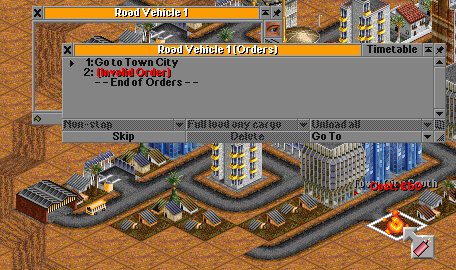 Road Vehicle 1
Road Vehicle 1 (Orders)
Timetable
1: Go to Town City
2: (Invalid Order)
- - End of Orders - -
Non-stop
Full load any cargo
Unload all
Skip
Delete
Go To